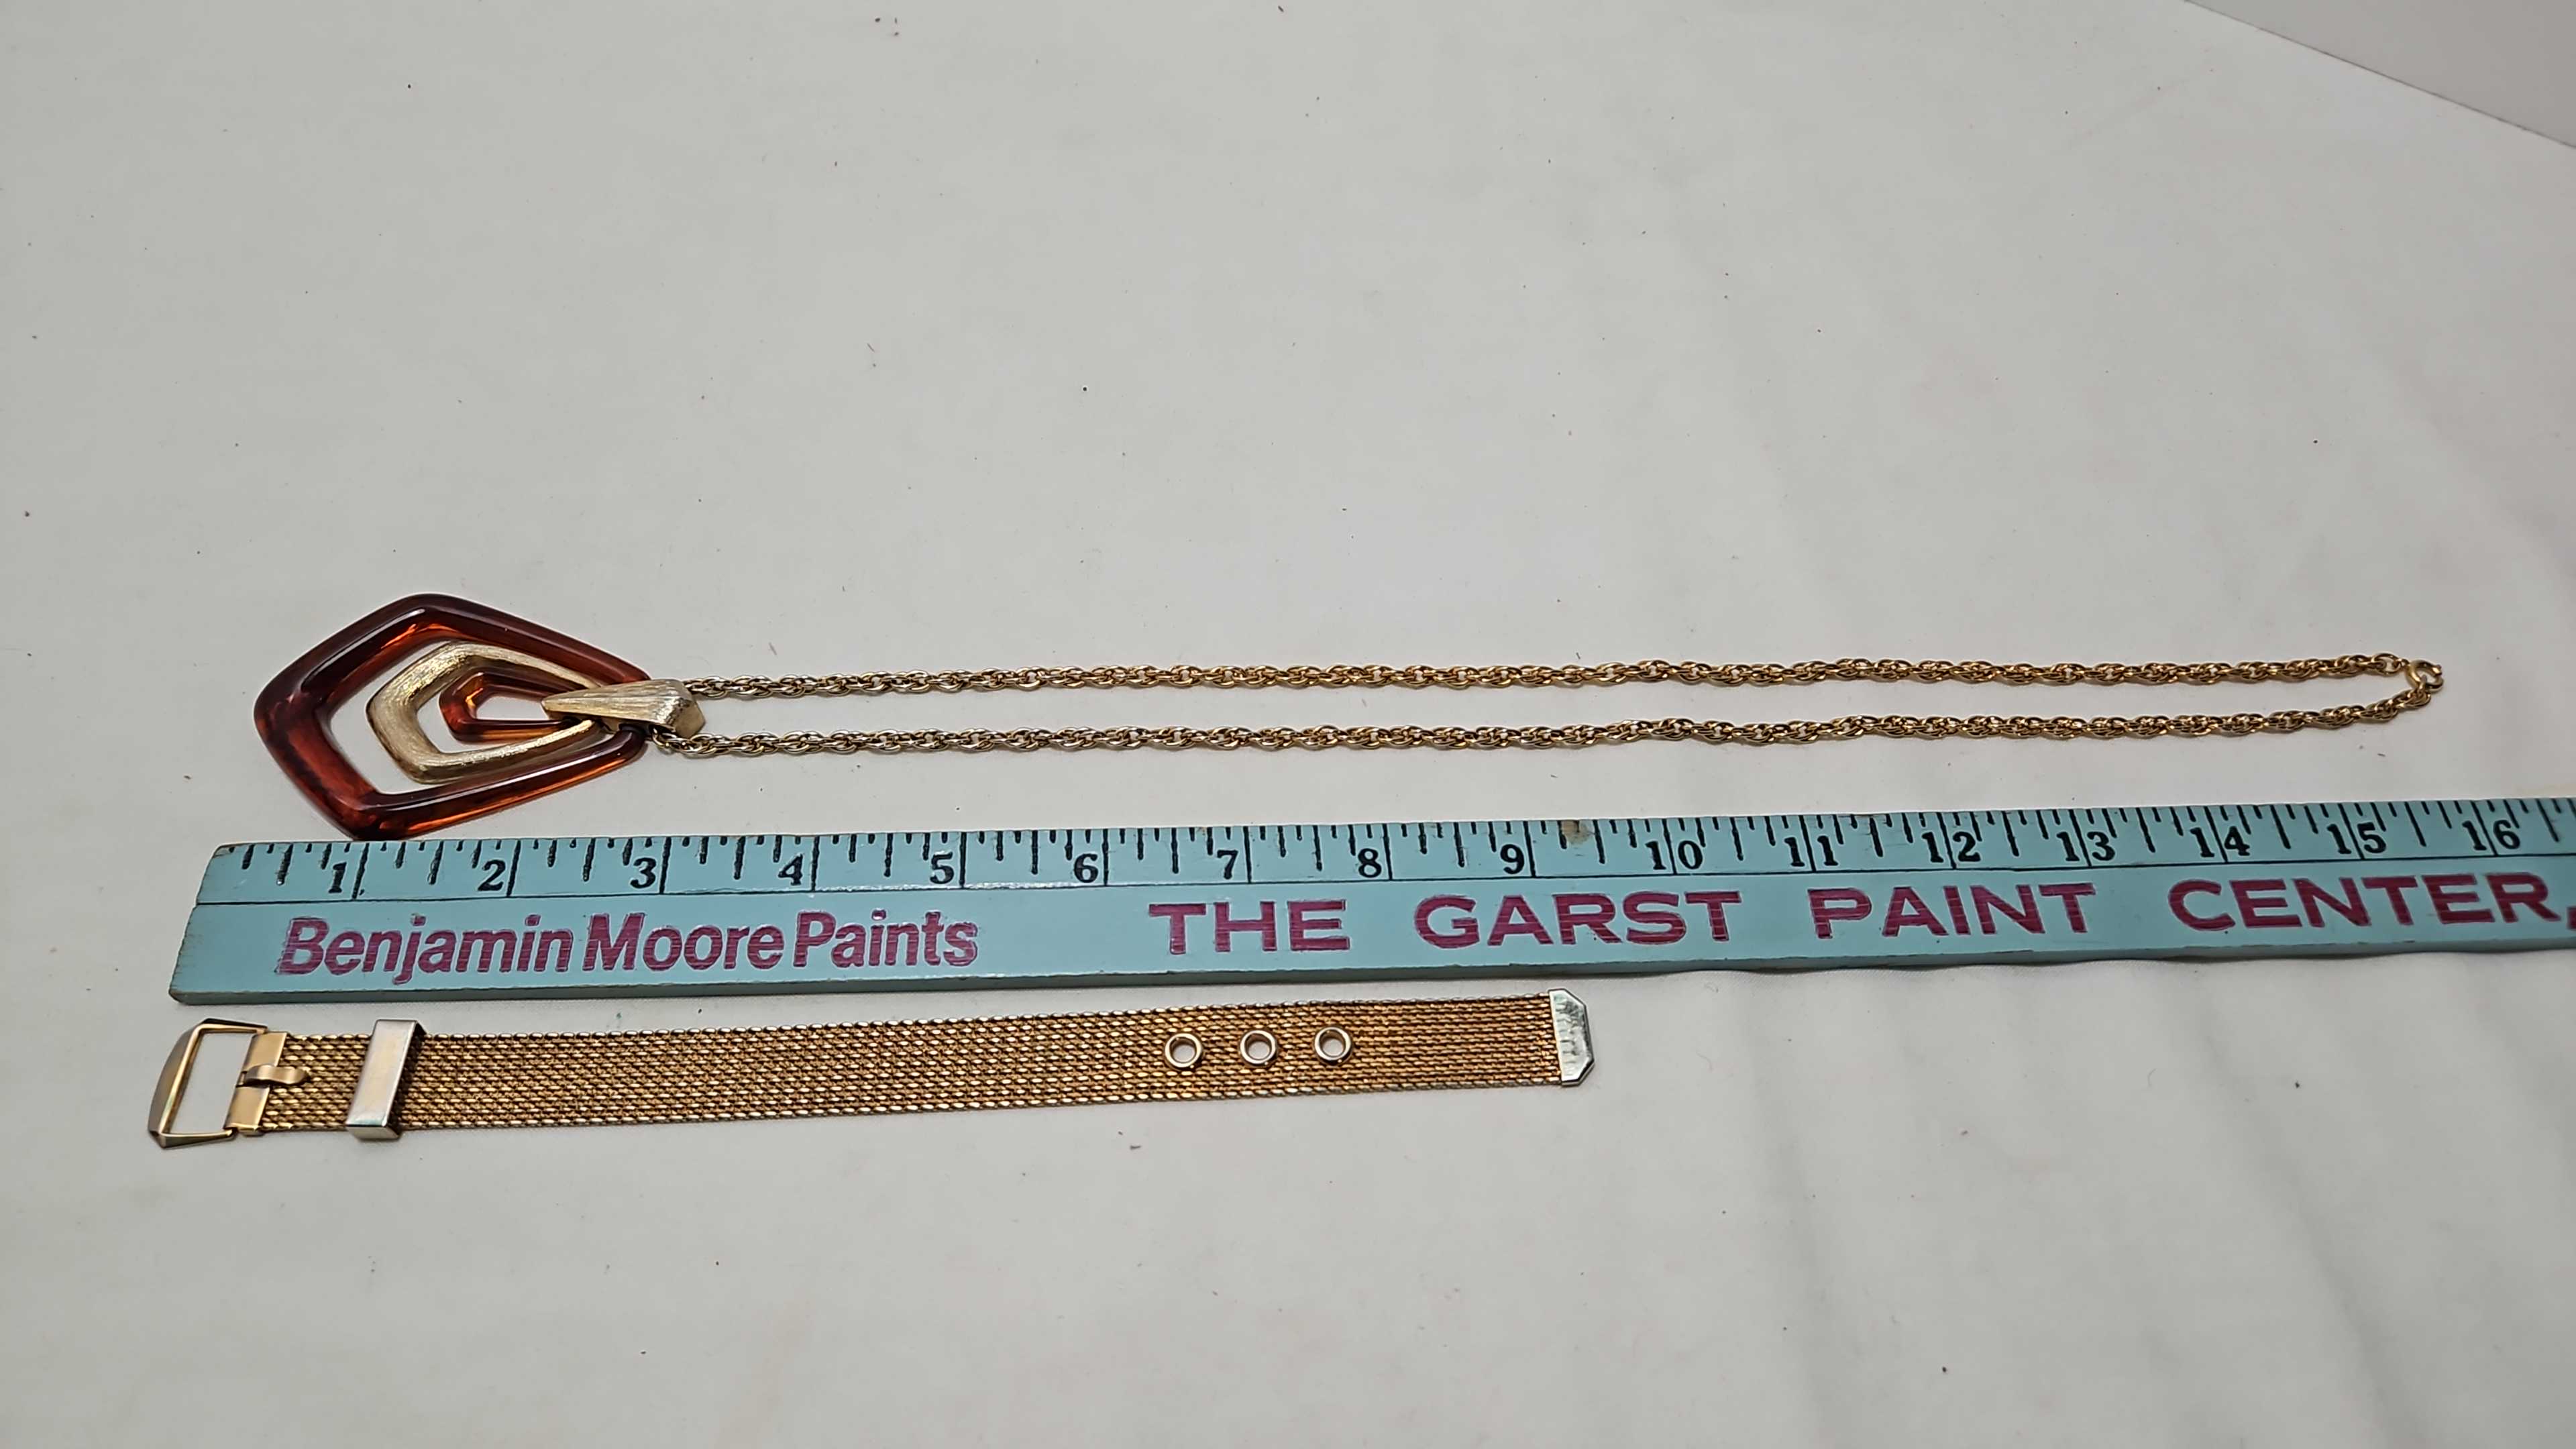 1 2 3 4 5 6 7 8 9 10 11 12 13 14 15 16
Benjamin Moore Paints THE GARST PAINT CENTER,